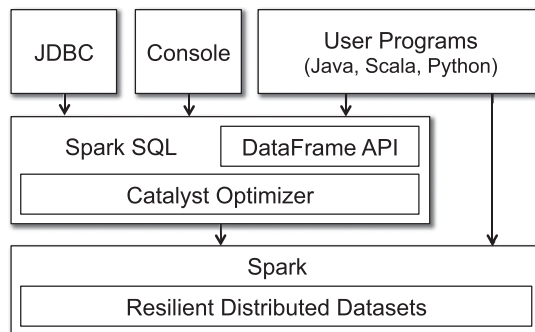 JDBC
Console
User Programs
(Java, Scala, Python)
Spark SQL
DataFrame API
Catalyst Optimizer
Spark
Resilient Distributed Datasets